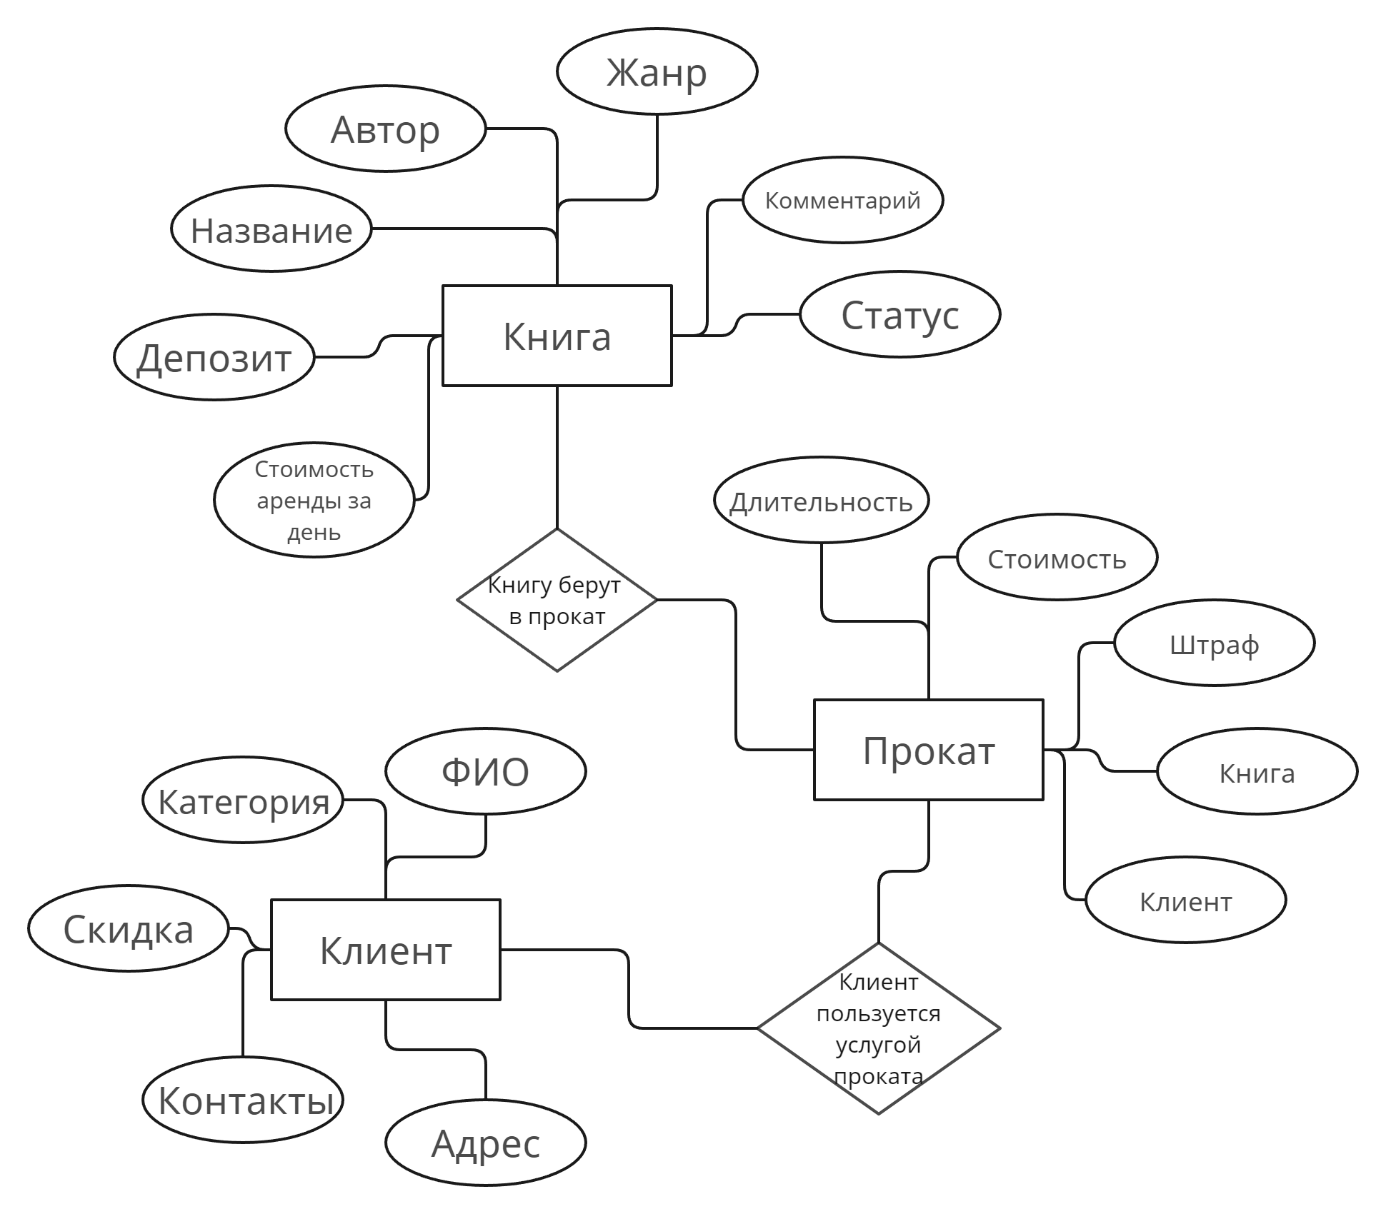 Жанр
Автор
Комментарий
Название
Статус
Книга
Депозит
Стоимость
аренды за
день
Длительность
Стоимость
Книгу берут
в прокат
Штраф
Прокат
Книга
ФИО
Категория
Клиент
Скидка
Клиент
Клиент
пользуется
услугой
проката
Контакты
Адрес